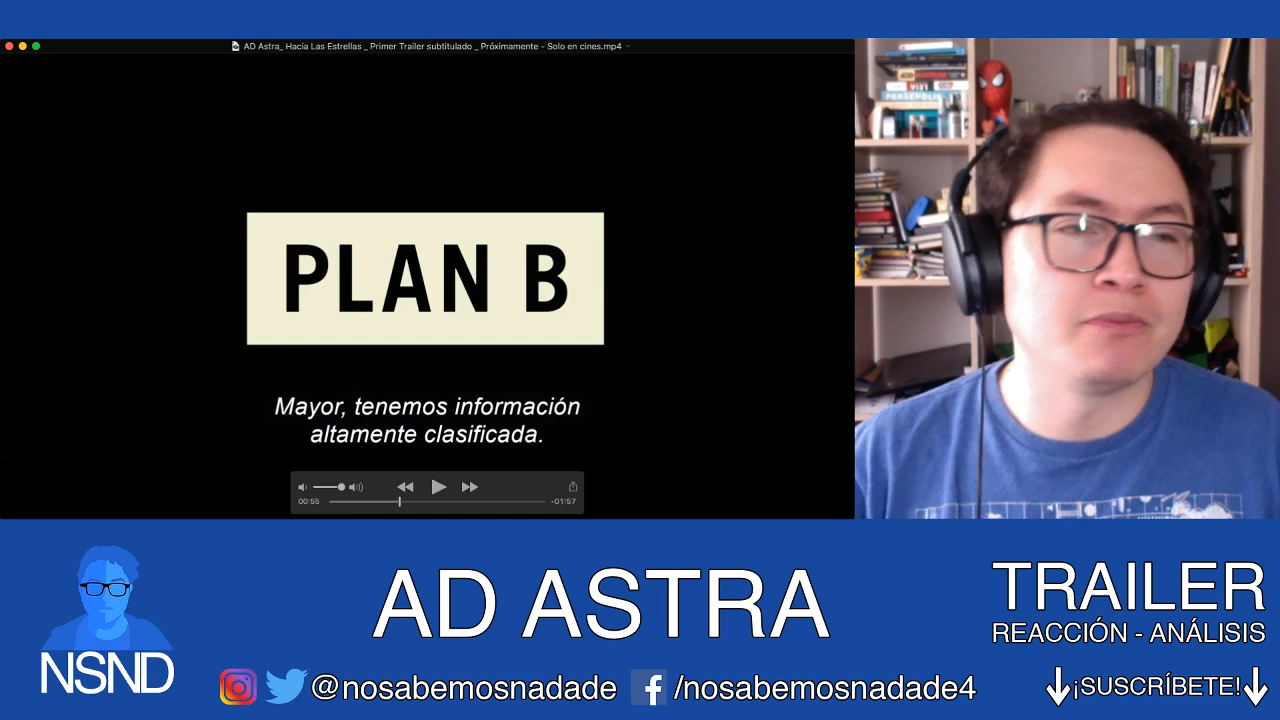 AD Astra_ Hacia Las Estrellas _ Primer Trailer subtitulado _ Próximamente - Solo en cines.mp4
PERSEPOLIS
PLAN B
Mayor, tenemos información
altamente clasificada.
00:55
-01:57
NSND
AD ASTRA
TRAILER
REACCIÓN - ANÁLISIS
@nosabemosnadade
/nosabemosnadade4
¡SUSCRÍBETE!